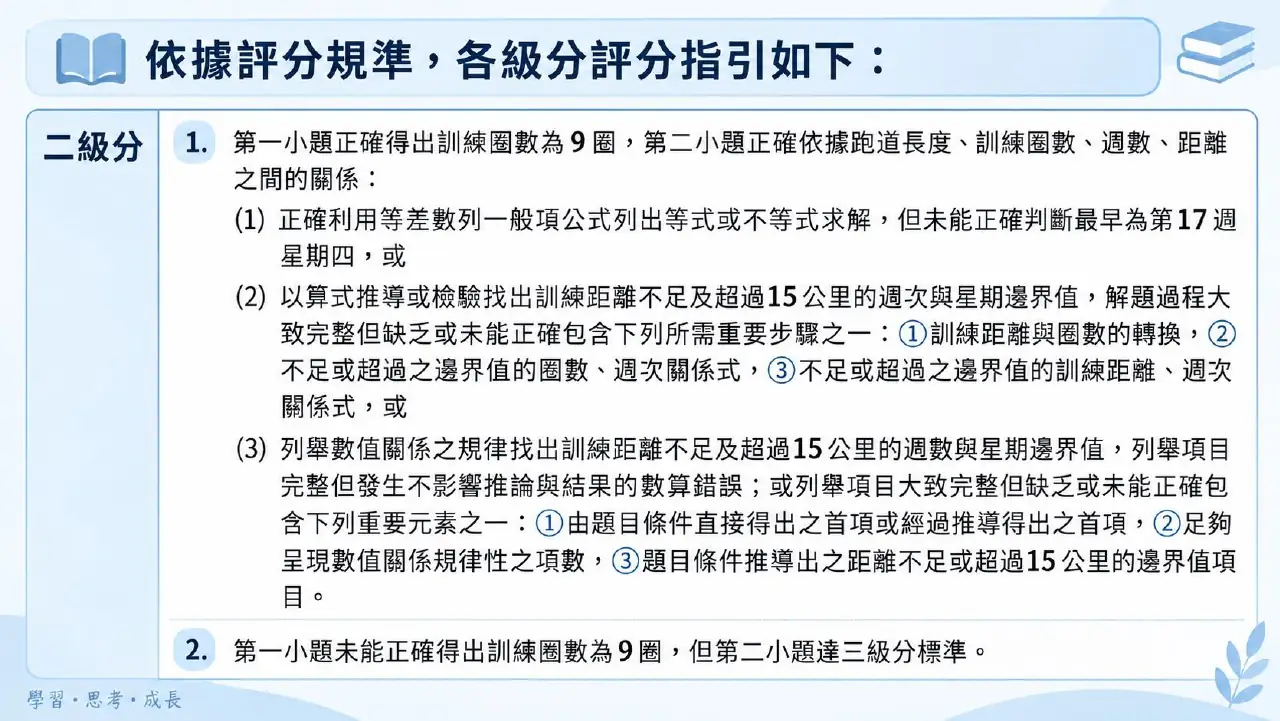 依據評分規準，各級分評分指引如下：
二級分
1. 第一小題正確得出訓練圈數為 9 圈，第二小題正確依據跑道長度、訓練圈數、週數、距離
之間的關係：
(1) 正確利用等差數列一般項公式列出等式或不等式求解，但未能正確判斷最早為第 17 週
星期四，或
(2) 以算式推導或檢驗找出訓練距離不足及超過15 公里的週次與星期邊界值，解題過程大
致完整但缺乏或未能正確包含下列所需重要步驟之一：①訓練距離與圈數的轉換，②
不足或超過之邊界值的圈數、週次關係式，③不足或超過之邊界值的訓練距離、週次
關係式，或
(3) 列舉數值關係之規律找出訓練距離不足及超過15 公里的週數與星期邊界值，列舉項目
完整但發生不影響推論與結果的數算錯誤；或列舉項目大致完整但缺乏或未能正確包
含下列重要元素之一：①由題目條件直接得出之首項或經過推導得出之首項，②足夠
呈現數值關係規律性之項數，③題目條件推導出之距離不足或超過15 公里的邊界值項
目。
2. 第一小題未能正確得出訓練圈數為 9 圈，但第二小題達三級分標準。
學習·思考·成長